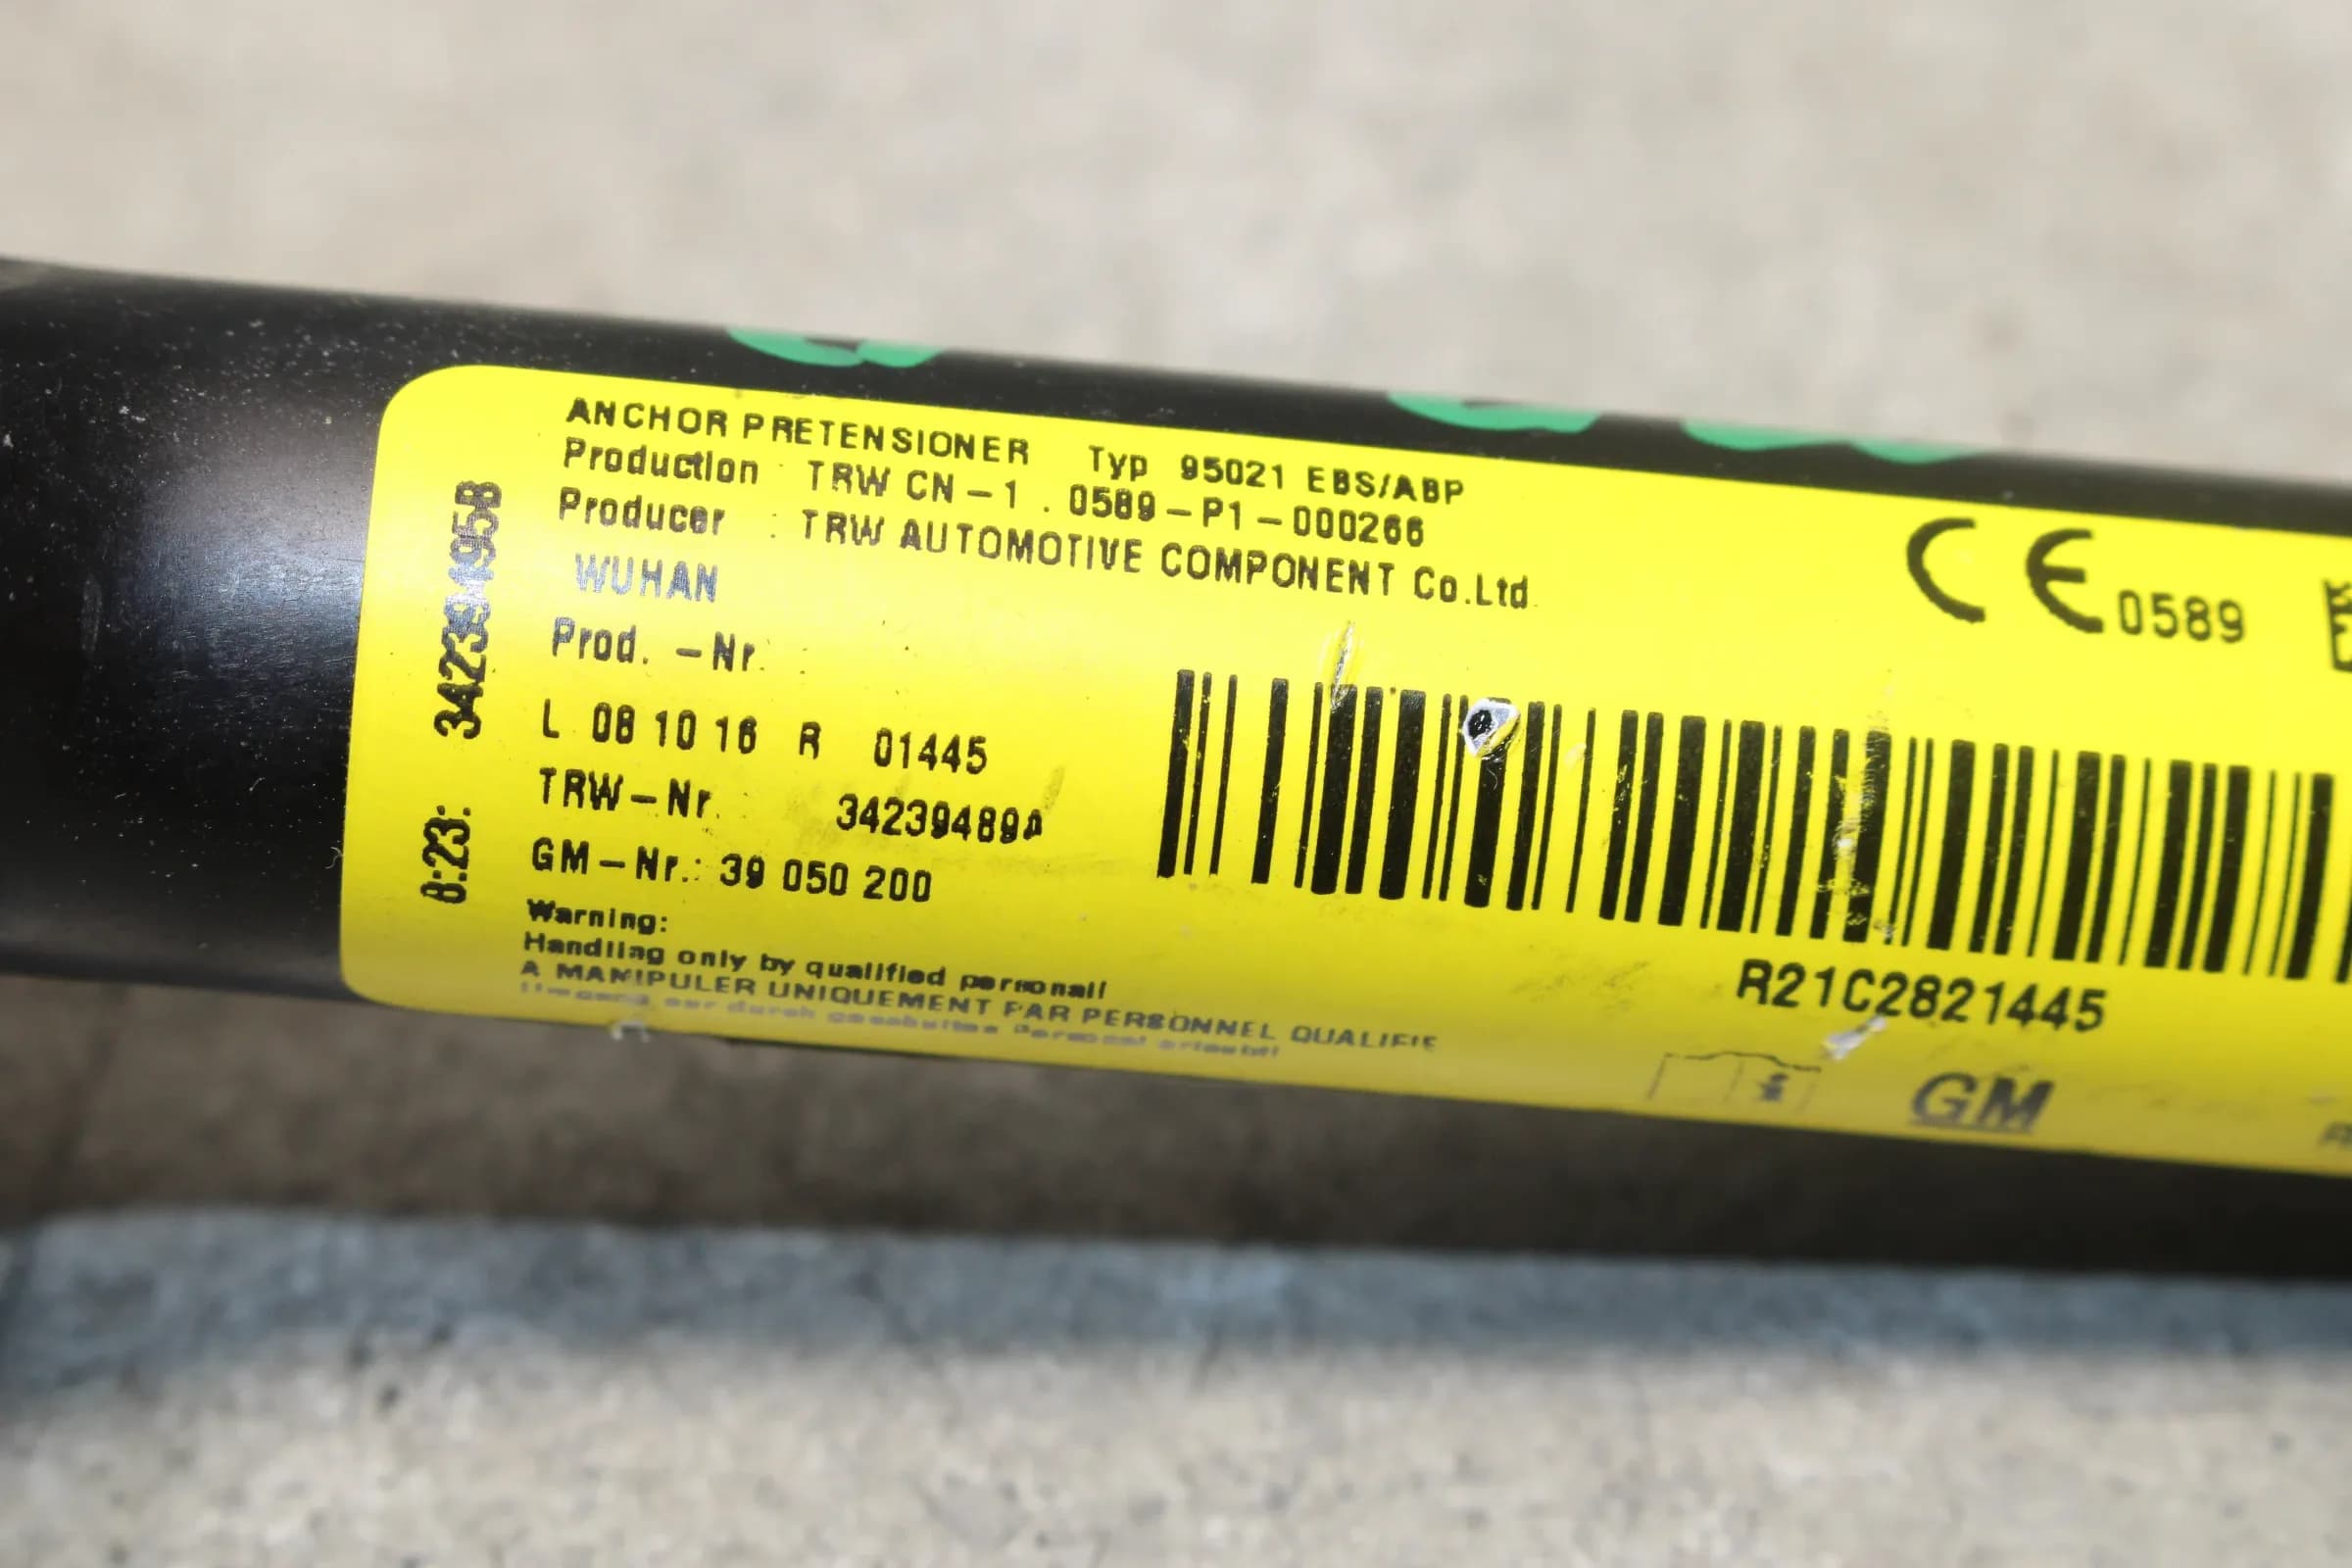 ANCHOR PRETENSIONER Typ 95021 EBS/ABP
Production : TRW CN-1 . 0589-P1-000266
Producer : TRW AUTOMOTIVE COMPONENT Co.Ltd.
WUHAN
Prod. -Nr.
L 08 10 16 R 01445
TRW-Nr. 34239489A
GM-Nr.: 39 050 200
Warning:
Handling only by qualified personall
A MANIPULER UNIQUEMENT PAR PERSONNEL QUALIFIE
8:23: 34239495B
CE 0589
R21C2821445
i
GM